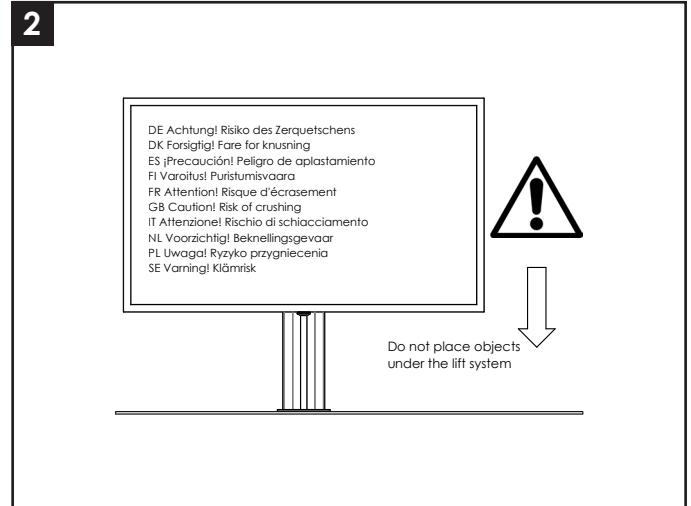 2
DE Achtung! Risiko des Zerquetschens
DK Forsigtig! Fare for knusning
ES ¡Precaución! Peligro de aplastamiento
FI Varoitus! Puristumisvaara
FR Attention! Risque d'écrasement
GB Caution! Risk of crushing
IT Attenzione! Rischio di schiacciamento
NL Voorzichtig! Beknellingsgevaar
PL Uwaga! Ryzyko przygniecenia
SE Varning! Klämrisk
Do not place objects
under the lift system